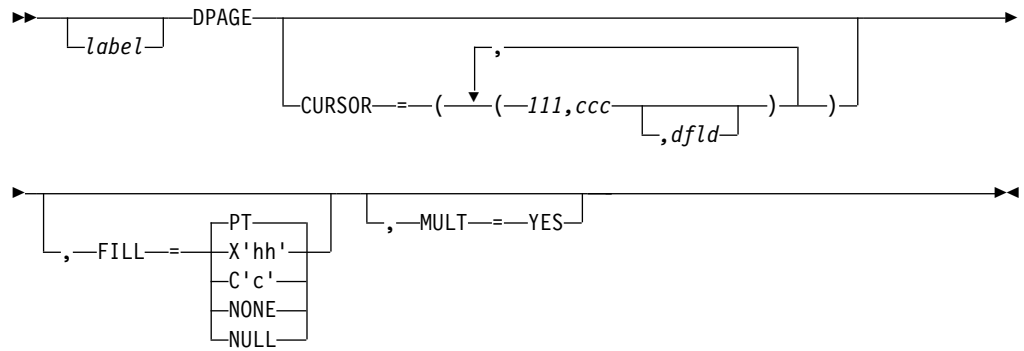 label DPAGE
,
CURSOR = ( ( 111,ccc ,dfld ) )
, FILL = PT , MULT = YES
X'hh'
C'c'
NONE
NULL